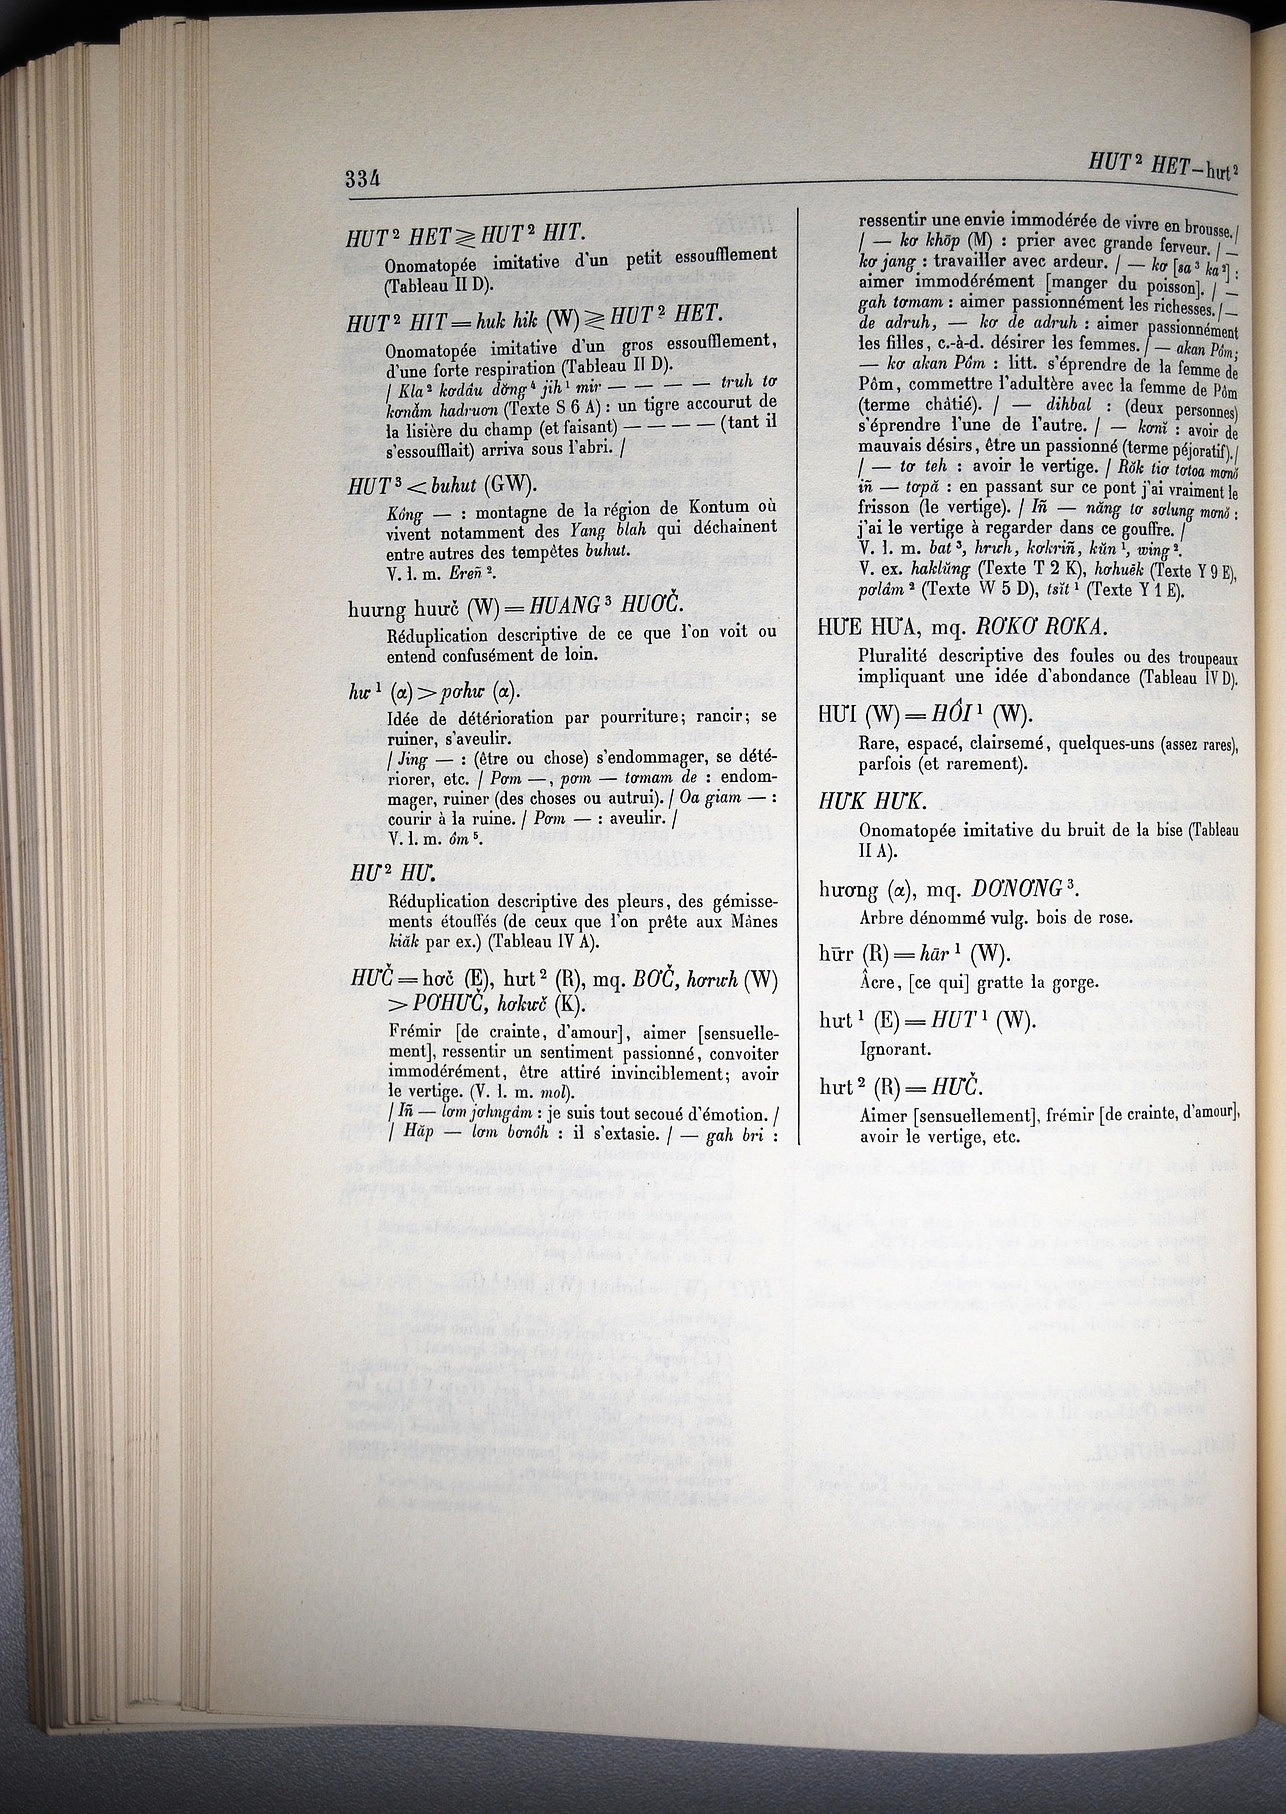 334
HUT² HET–hưt²
HUT² HET ⪖ HUT² HIT.
Onomatopée imitative d'un petit essoufflement
(Tableau II D).
HUT² HIT = huk hik (W) ⪖ HUT² HET.
Onomatopée imitative d'un gros essoufflement,
d'une forte respiration (Tableau II D).
/ Kla² kơdâu dŏng⁴ jih¹ mir — — — — truh tơ
kơnăm hadruơn (Texte S 6 A) : un tigre accourut de
la lisière du champ (et faisant) — — — — (tant il
s'essoufflait) arriva sous l'abri. /
HUT³ < buhut (GW).
Kông — : montagne de la région de Kontum où
vivent notamment des Yang blah qui déchainent
entre autres des tempêtes buhut.
V. l. m. Ereñ².
huưng huưč̆ (W) = HUANG³ HUƠČ̆.
Réduplication descriptive de ce que l'on voit ou
entend confusément de loin.
hư¹ (α) > pơhư (α).
Idée de détérioration par pourriture; rancir; se
ruiner, s'aveulir.
/ Jing — : (être ou chose) s'endommager, se dété-
riorer, etc. / Pơm —, pơm — tơmam de : endom-
mager, ruiner (des choses ou autrui). / Oa giam — :
courir à la ruine. / Pơm — : aveulir. /
V. l. m. ôm⁵.
HƯ² HƯ.
Réduplication descriptive des pleurs, des gémisse-
ments étouffés (de ceux que l'on prête aux Mânes
kiăk par ex.) (Tableau IV A).
HƯČ̆ = hơč̆ (E), hưt² (R), mq. BƠČ̆, hơrưh (W)
> PƠHƯČ̆, hơkưč̆ (K).
Frémir [de crainte, d'amour], aimer [sensuelle-
ment], ressentir un sentiment passionné, convoiter
immodérément, être attiré invinciblement; avoir
le vertige. (V. l. m. mol).
/ Iñ — lơm jơhngâm : je suis tout secoué d'émotion. /
/ Hăp — lơm bơnôh : il s'extasie. / — gah bri :
ressentir une envie immodérée de vivre en brousse. /
/ — kơ khōp (M) : prier avec grande ferveur. / —
kơ jang : travailler avec ardeur. / — kơ [sa³ ka²] :
aimer immodérément [manger du poisson]. / —
gah tơmam : aimer passionnément les richesses. / —
de adruh, — kơ de adruh : aimer passionnément
les filles, c.-à-d. désirer les femmes. / — akan Pôm;
— kơ akan Pôm : litt. s'éprendre de la femme de
Pôm, commettre l'adultère avec la femme de Pôm
(terme châtié). / — dihbal : (deux personnes)
s'éprendre l'une de l'autre. / — kơnĭ : avoir de
mauvais désirs, être un passionné (terme péjoratif). /
/ — tơ teh : avoir le vertige. / Rŏk tiơ tơtoa mơnŏ
iñ — tơpă : en passant sur ce pont j'ai vraiment le
frisson (le vertige). / Iñ — năng tơ sơlung mơnŏ :
j'ai le vertige à regarder dans ce gouffre. /
V. l. m. bat³, hrưh, kơkriñ, kŭn¹, wing².
V. ex. haklŭng (Texte T 2 K), hơhuêk (Texte Y 9 E),
pơlâm² (Texte W 5 D), tsĭt¹ (Texte Y 1 E).
HƯE HƯA, mq. RƠKƠ RƠKA.
Pluralité descriptive des foules ou des troupeaux
impliquant une idée d'abondance (Tableau IV D).
HƯI (W) = HÔI¹ (W).
Rare, espacé, clairsemé, quelques-uns (assez rares),
parfois (et rarement).
HƯK HƯK.
Onomatopée imitative du bruit de la bise (Tableau
II A).
hương (α), mq. DƠNƠNG³.
Arbre dénommé vulg. bois de rose.
hư̄r (R) = hār¹ (W).
Âcre, [ce qui] gratte la gorge.
hưt¹ (E) = HUT¹ (W).
Ignorant.
hưt² (R) = HƯČ̆.
Aimer [sensuellement], frémir [de crainte, d'amour],
avoir le vertige, etc.